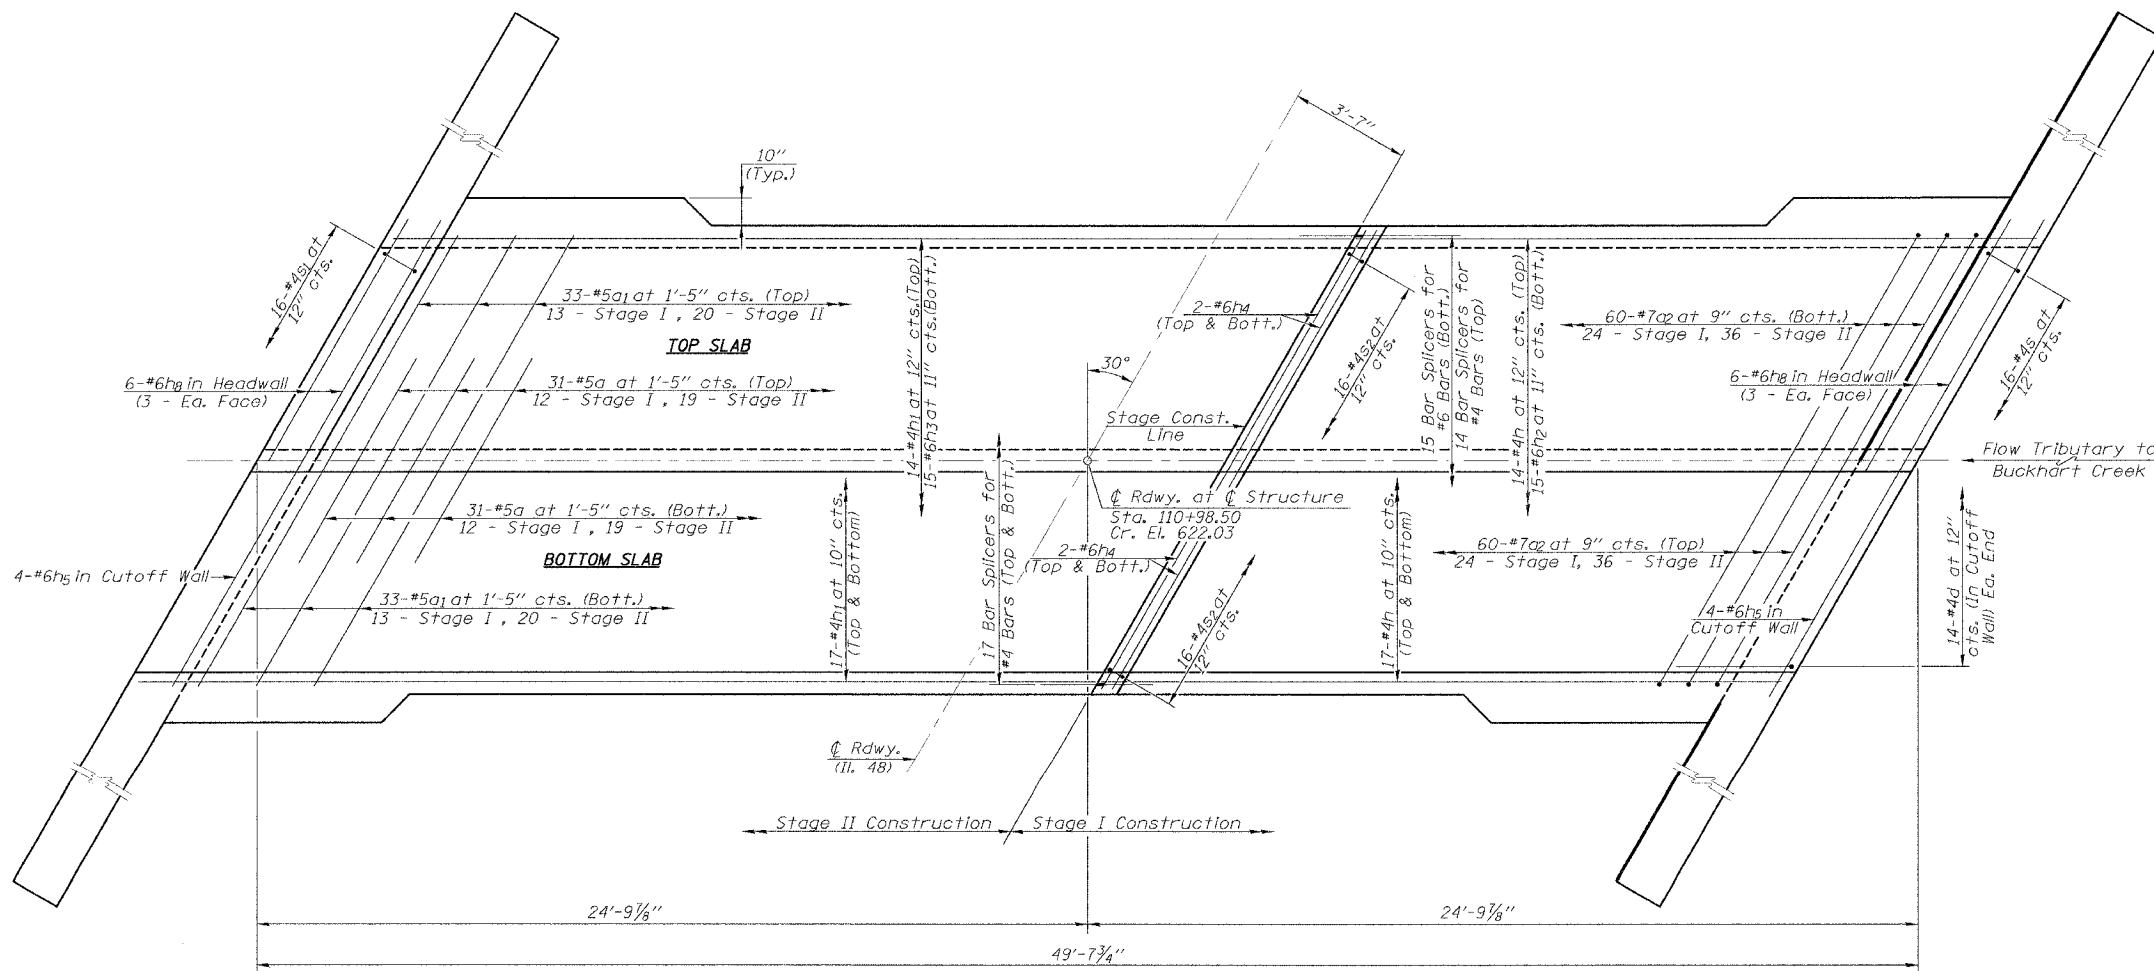 3'-7"
10"
(Typ.)
16-#4s1 at
12" cts.
33-#5a1 at 1'-5" cts. (Top)
13 - Stage I , 20 - Stage II
TOP SLAB
6-#6h8 in Headwall
(3 - Ea. Face)
31-#5a at 1'-5" cts. (Top)
12 - Stage I , 19 - Stage II
14-#4h1 at 12" cts.(Top)
15-#6h3 at 11" cts.(Bott.)
2-#6h4
(Top & Bott.)
30°
Stage Const.
Line
16-#4s2 at
12" cts.
15 Bar Splicers for
#6 Bars (Bott.)
14 Bar Splicers for
#4 Bars (Top)
14-#4h at 12" cts. (Top)
15-#6h2 at 11" cts. (Bott.)
60-#7a2 at 9" cts. (Bott.)
24 - Stage I, 36 - Stage II
6-#6h8 in Headwall
(3 - Ea. Face)
16-#4s at
12" cts.
Flow Tributary to
Buckhart Creek
31-#5a at 1'-5" cts. (Bott.)
12 - Stage I , 19 - Stage II
BOTTOM SLAB
4-#6h5 in Cutoff Wall
33-#5a1 at 1'-5" cts. (Bott.)
13 - Stage I , 20 - Stage II
17-#4h1 at 10" cts.
(Top & Bottom)
17 Bar Splicers for
#4 Bars (Top & Bott.)
℄ Rdwy. at ℄ Structure
Sta. 110+98.50
Cr. El. 622.03
2-#6h4
(Top & Bott.)
16-#4s2 at
12" cts.
17-#4h at 10" cts.
(Top & Bottom)
60-#7a2 at 9" cts. (Top)
24 - Stage I, 36 - Stage II
4-#6h5 in
Cutoff Wall
14-#4d at 12"
cts. (In Cutoff
Wall) Ea. End
℄ Rdwy.
(Il. 48)
Stage II Construction
Stage I Construction
24'-9⅞"
24'-9⅞"
49'-7¾"